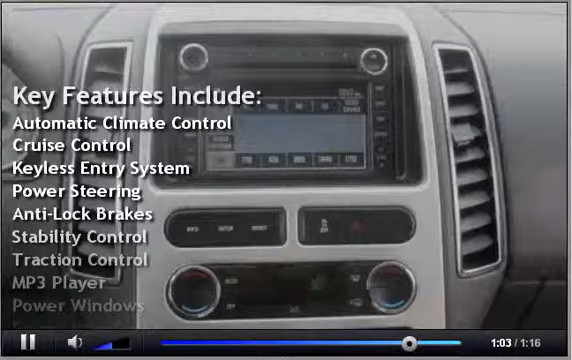 Key Features Include:
Automatic Climate Control
Cruise Control
Keyless Entry System
Power Steering
Anti-Lock Brakes
Stability Control
Traction Control
MP3 Player
Power Windows
1:03 / 1:16